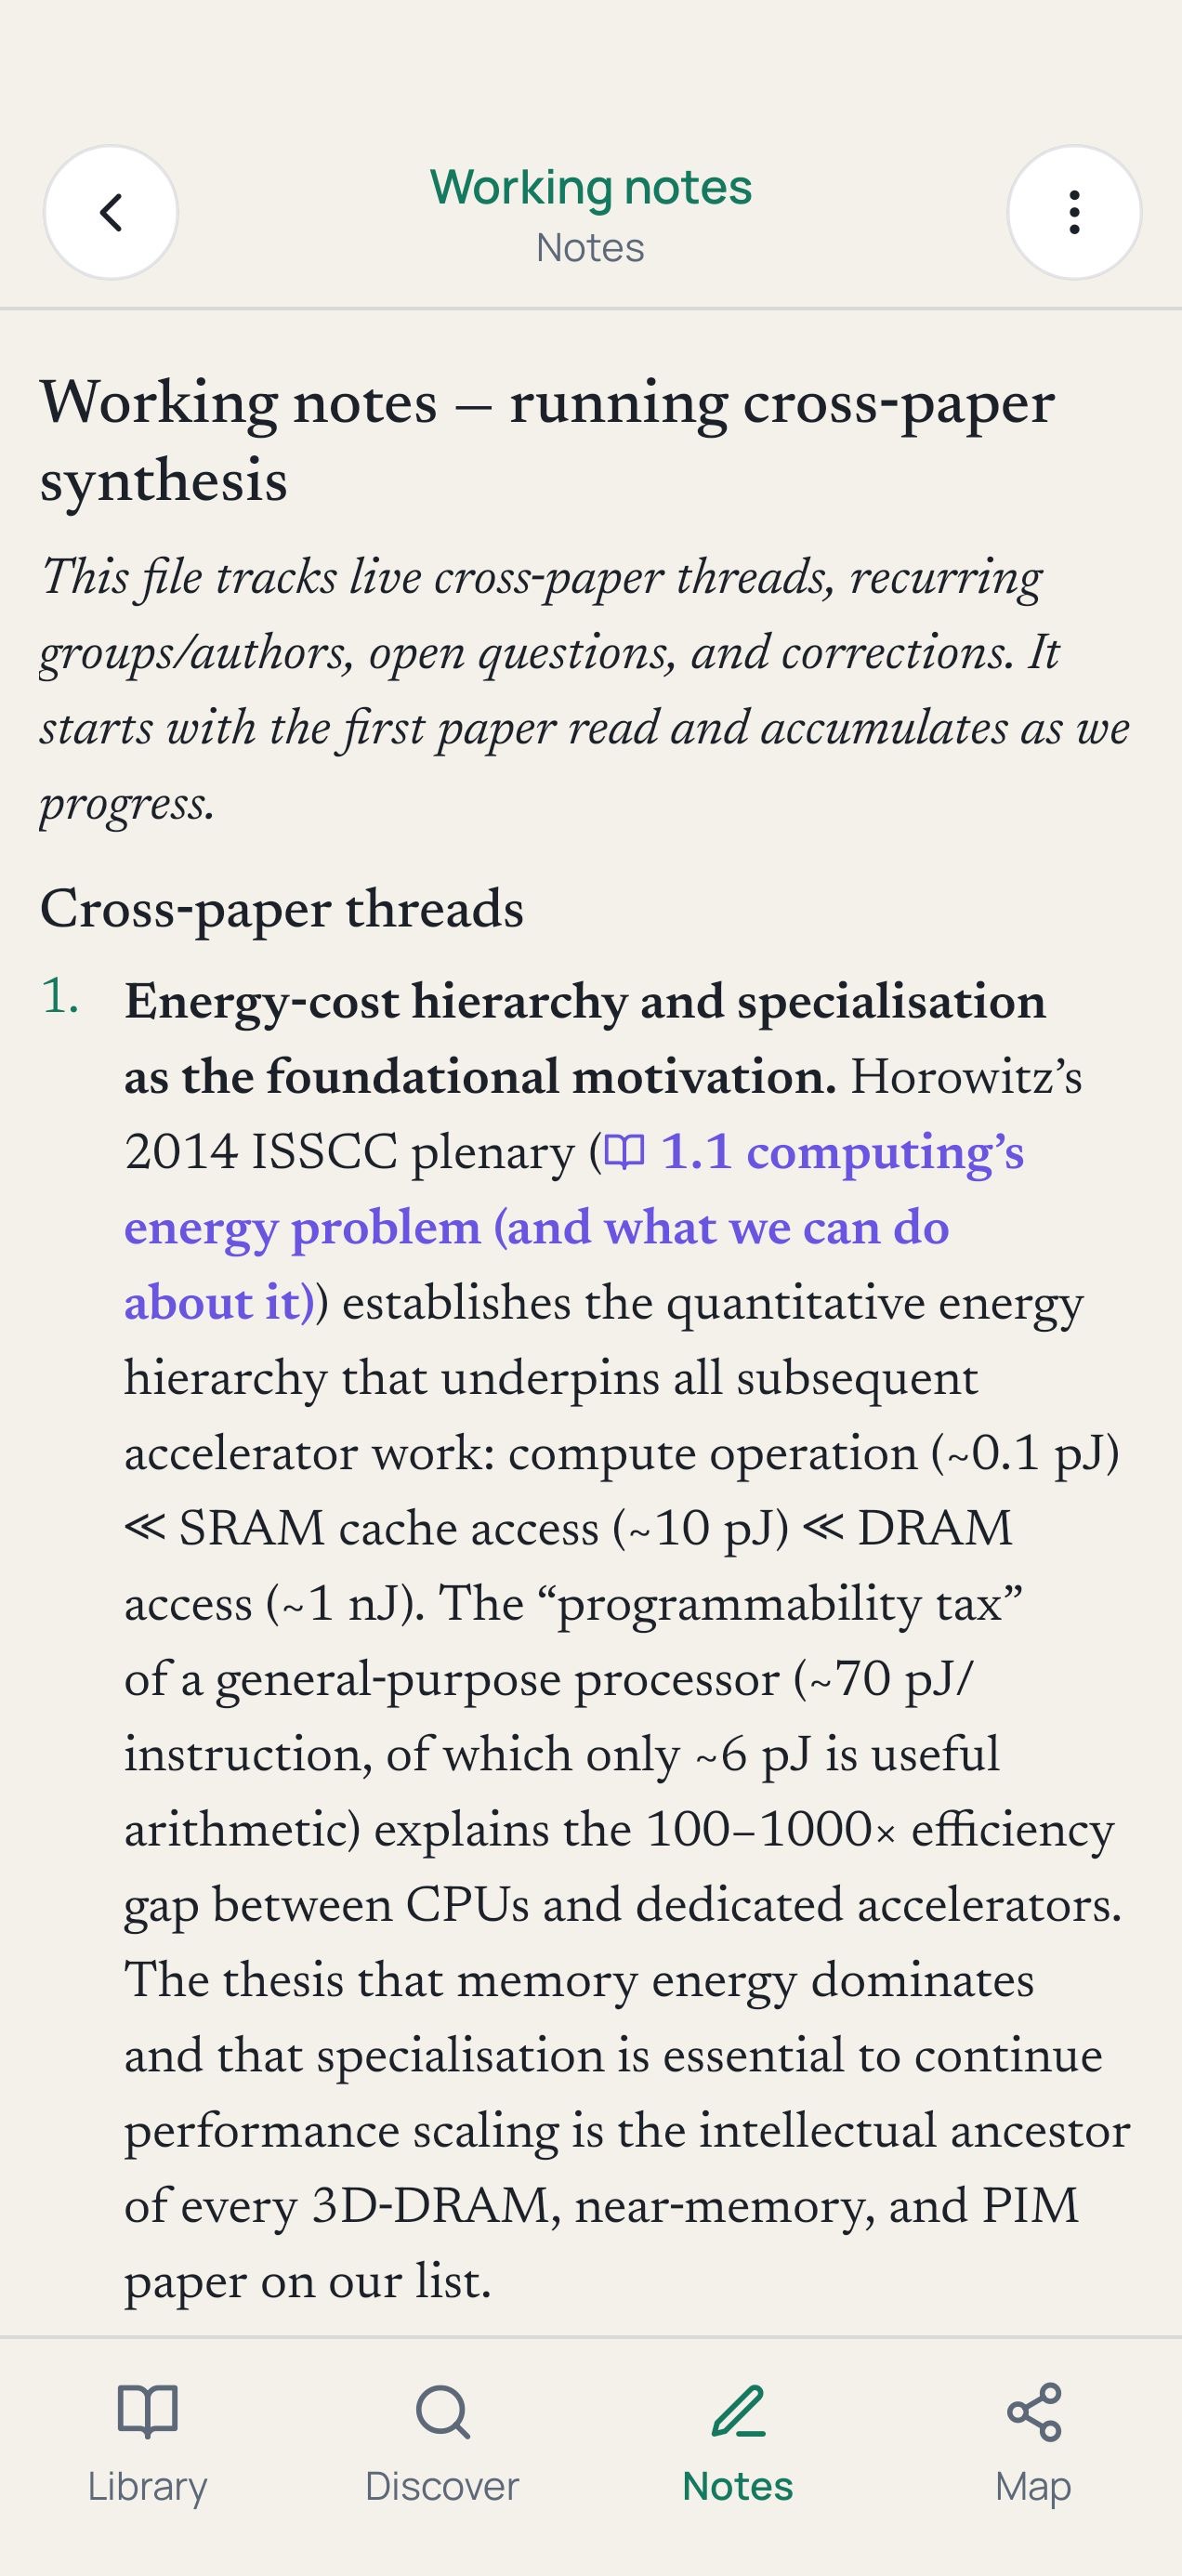 Working notes
Notes
Working notes – running cross-paper
synthesis
This file tracks live cross-paper threads, recurring
groups/authors, open questions, and corrections. It
starts with the first paper read and accumulates as we
progress.
Cross-paper threads
1. Energy-cost hierarchy and specialisation
as the foundational motivation. Horowitz’s
2014 ISSCC plenary (1.1 computing’s
energy problem (and what we can do
about it)) establishes the quantitative energy
hierarchy that underpins all subsequent
accelerator work: compute operation (~0.1 pJ)
≪ SRAM cache access (~10 pJ) ≪ DRAM
access (~1 nJ). The “programmability tax”
of a general-purpose processor (~70 pJ/
instruction, of which only ~6 pJ is useful
arithmetic) explains the 100–1000× efficiency
gap between CPUs and dedicated accelerators.
The thesis that memory energy dominates
and that specialisation is essential to continue
performance scaling is the intellectual ancestor
of every 3D-DRAM, near-memory, and PIM
paper on our list.
Library
Discover
Notes
Map